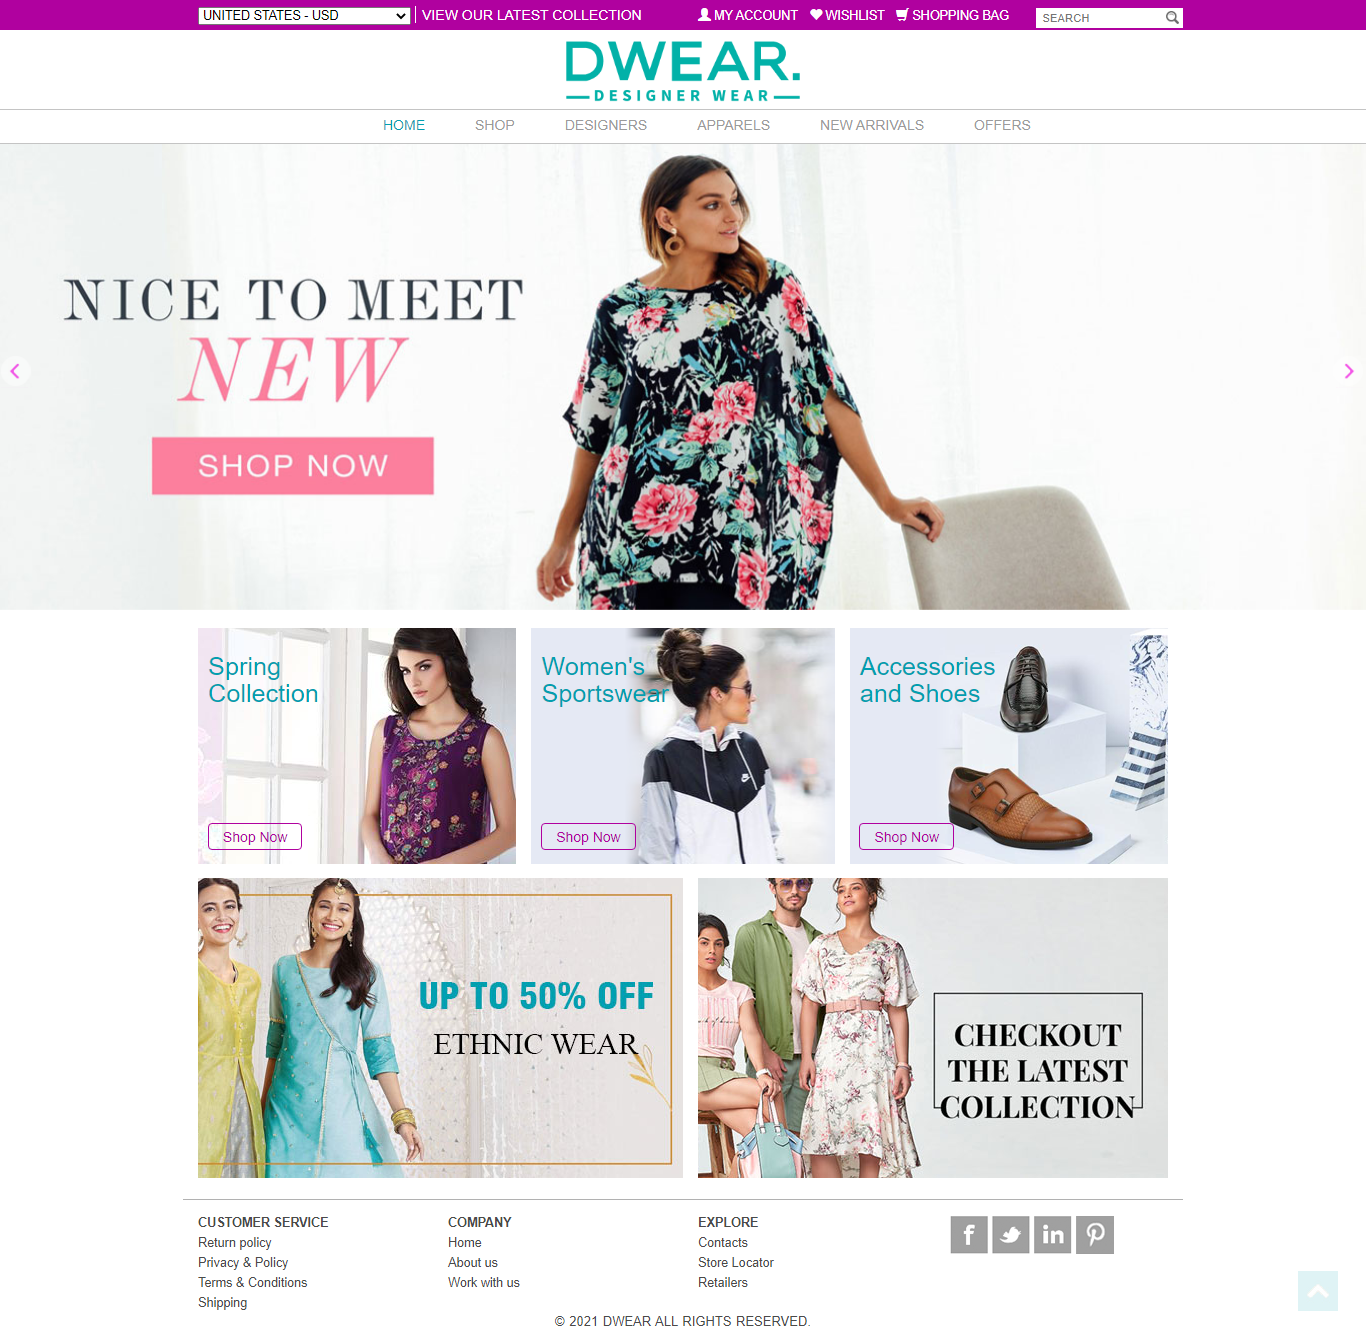 UNITED STATES - USD
VIEW OUR LATEST COLLECTION
MY ACCOUNT
WISHLIST
SHOPPING BAG
SEARCH
DWEAR.
DESIGNER WEAR
HOME
SHOP
DESIGNERS
APPARELS
NEW ARRIVALS
OFFERS
NICE TO MEET
NEW
SHOP NOW
Spring
Collection
Shop Now
Women's
Sportswear
Shop Now
Accessories
and Shoes
Shop Now
UP TO 50% OFF
ETHNIC WEAR
CHECKOUT
THE LATEST
COLLECTION
CUSTOMER SERVICE
Return policy
Privacy & Policy
Terms & Conditions
Shipping
COMPANY
Home
About us
Work with us
EXPLORE
Contacts
Store Locator
Retailers
© 2021 DWEAR ALL RIGHTS RESERVED.